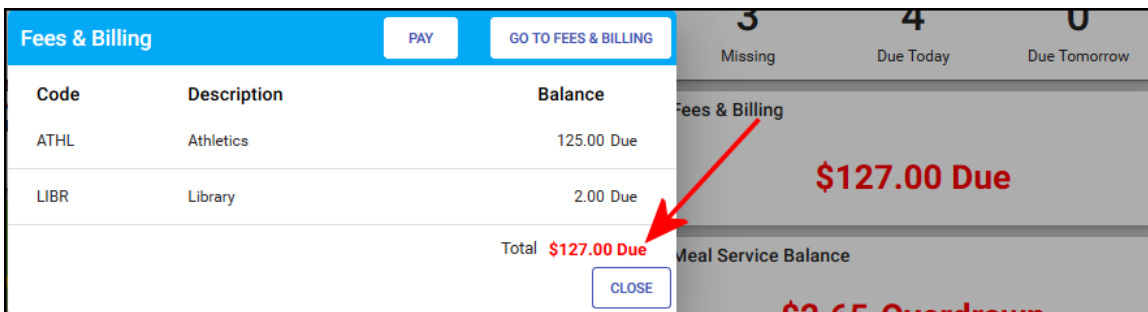 Fees & Billing PAY GO TO FEES & BILLING
Code Description Balance
ATHL Athletics 125.00 Due
LIBR Library 2.00 Due
Total $127.00 Due
CLOSE
3 4 0
Missing Due Today Due Tomorrow
Fees & Billing
$127.00 Due
Meal Service Balance